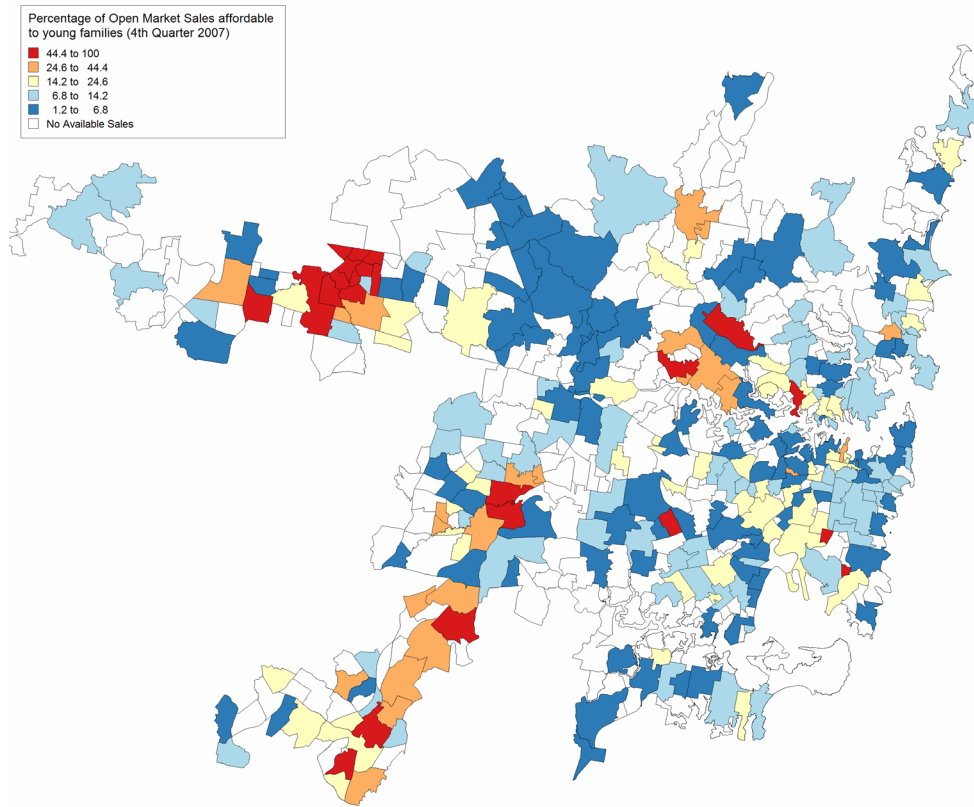 Percentage of Open Market Sales affordable
to young families (4th Quarter 2007)
44.4 to 100
24.6 to 44.4
14.2 to 24.6
6.8 to 14.2
1.2 to 6.8
No Available Sales